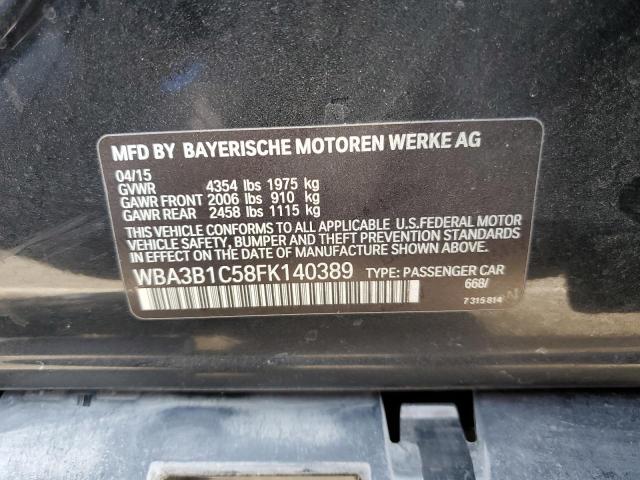 MFD BY BAYERISCHE MOTOREN WERKE AG
04/15
GVWR 4354 lbs 1975 kg
GAWR FRONT 2006 lbs 910 kg
GAWR REAR 2458 lbs 1115 kg
THIS VEHICLE CONFORMS TO ALL APPLICABLE U.S.FEDERAL MOTOR
VEHICLE SAFETY, BUMPER AND THEFT PREVENTION STANDARDS
IN EFFECT ON THE DATE OF MANUFACTURE SHOWN ABOVE.
WBA3B1C58FK140389 TYPE: PASSENGER CAR
668/
7 315 814